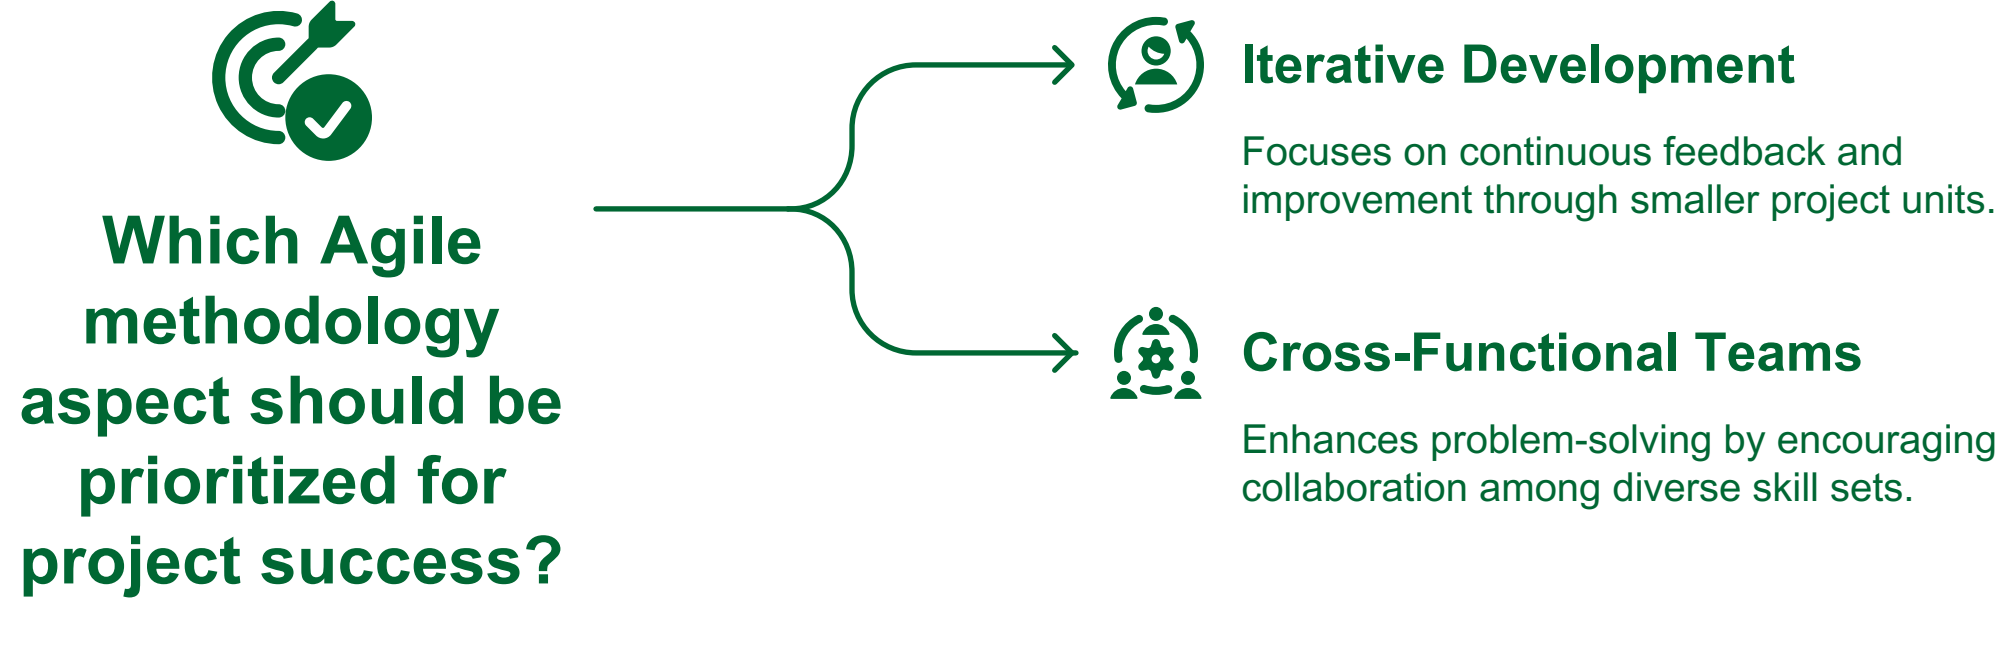 Which Agile
methodology
aspect should be
prioritized for
project success?
Iterative Development
Focuses on continuous feedback and
improvement through smaller project units.
Cross-Functional Teams
Enhances problem-solving by encouraging
collaboration among diverse skill sets.